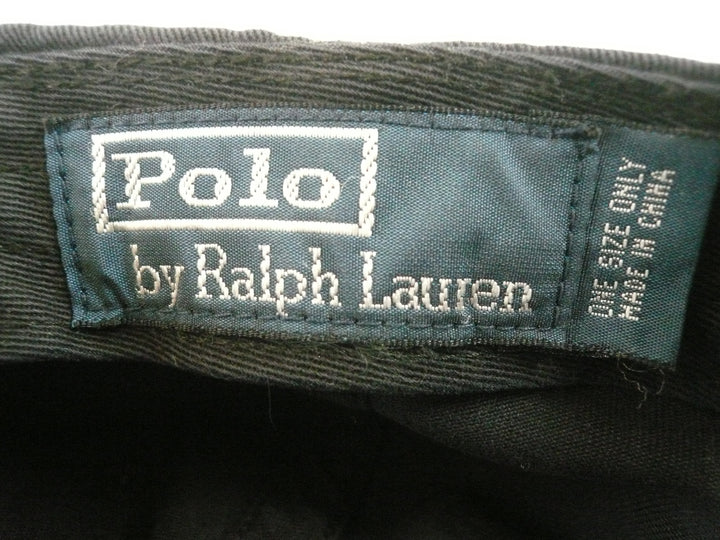 Polo
by Ralph Lauren
ONE SIZE ONLY
MADE IN CHINA